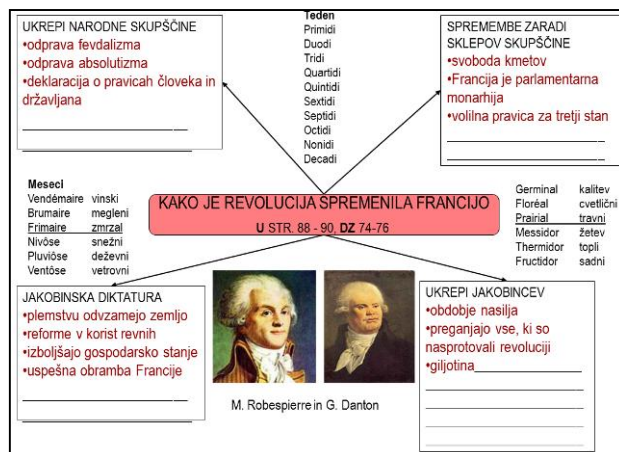 UKREPI NARODNE SKUPŠČINE
•odprava fevdalizma
•odprava absolutizma
•deklaracija o pravicah človeka in
državljana
Teden
Primidi
Duodi
Tridi
Quartidi
Quintidi
Sextidi
Septidi
Octidi
Nonidi
Decadi
SPREMEMBE ZARADI
SKLEPOV SKUPŠČINE
•svoboda kmetov
•Francija je parlamentarna
monarhija
•volilna pravica za tretji stan
Meseci
Vendémaire vinski
Brumaire megleni
Frimaire zmrzal
Nivôse snežni
Pluviôse deževni
Ventôse vetrovni
KAKO JE REVOLUCIJA SPREMENILA FRANCIJO
U STR. 88 - 90, DZ 74-76
Germinal kalitev
Floréal cvetlični
Prairial travni
Messidor žetev
Thermidor topli
Fructidor sadni
JAKOBINSKA DIKTATURA
•plemstvu odvzamejo zemljo
•reforme v korist revnih
•izboljšajo gospodarsko stanje
•uspešna obramba Francije
M. Robespierre in G. Danton
UKREPI JAKOBINCEV
•obdobje nasilja
•preganjajo vse, ki so
nasprotovali revoluciji
•giljotina